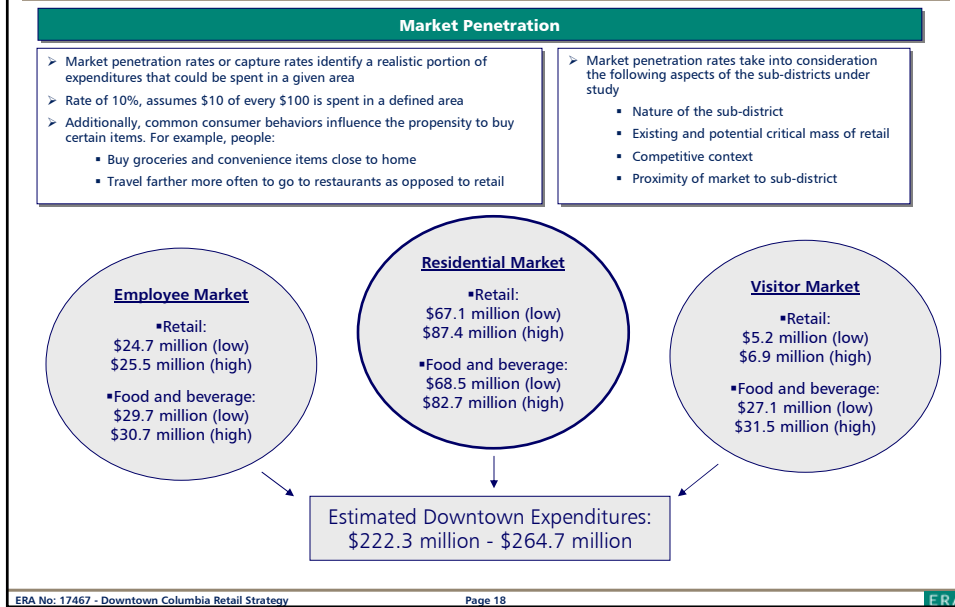 Market Penetration
➢ Market penetration rates or capture rates identify a realistic portion of
expenditures that could be spent in a given area
➢ Rate of 10%, assumes $10 of every $100 is spent in a defined area
➢ Additionally, common consumer behaviors influence the propensity to buy
certain items. For example, people:
▪ Buy groceries and convenience items close to home
▪ Travel farther more often to go to restaurants as opposed to retail
➢ Market penetration rates take into consideration
the following aspects of the sub-districts under
study
▪ Nature of the sub-district
▪ Existing and potential critical mass of retail
▪ Competitive context
▪ Proximity of market to sub-district
Employee Market
▪Retail:
$24.7 million (low)
$25.5 million (high)
▪Food and beverage:
$29.7 million (low)
$30.7 million (high)
Residential Market
▪Retail:
$67.1 million (low)
$87.4 million (high)
▪Food and beverage:
$68.5 million (low)
$82.7 million (high)
Visitor Market
▪Retail:
$5.2 million (low)
$6.9 million (high)
▪Food and beverage:
$27.1 million (low)
$31.5 million (high)
Estimated Downtown Expenditures:
$222.3 million - $264.7 million
ERA No: 17467 - Downtown Columbia Retail Strategy
Page 18
ERA